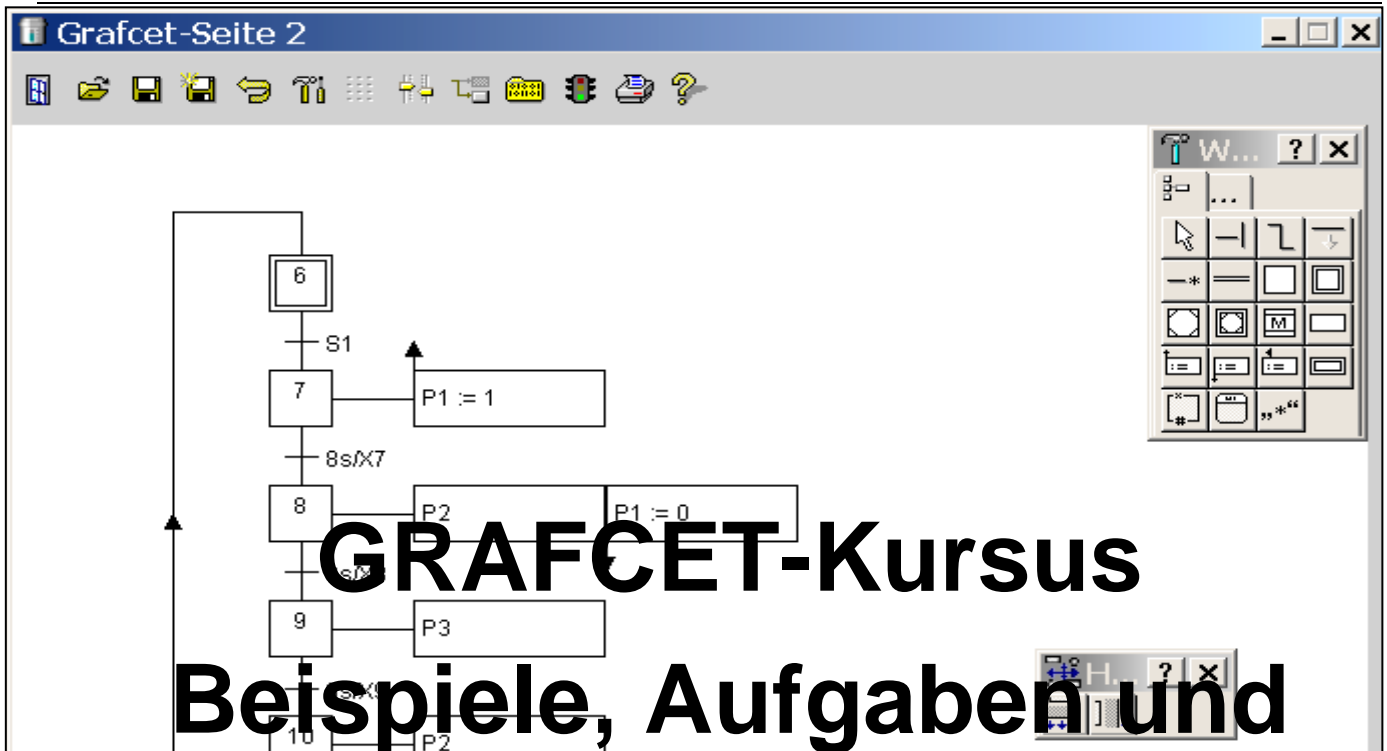 Grafcet-Seite 2
W... ?
...
6
S1
7
P1 := 1
8s/X7
8
P2
P1 := 0
GRAFCET-Kursus
9
P3
H... ?
Beispiele, Aufgaben und
10
P2